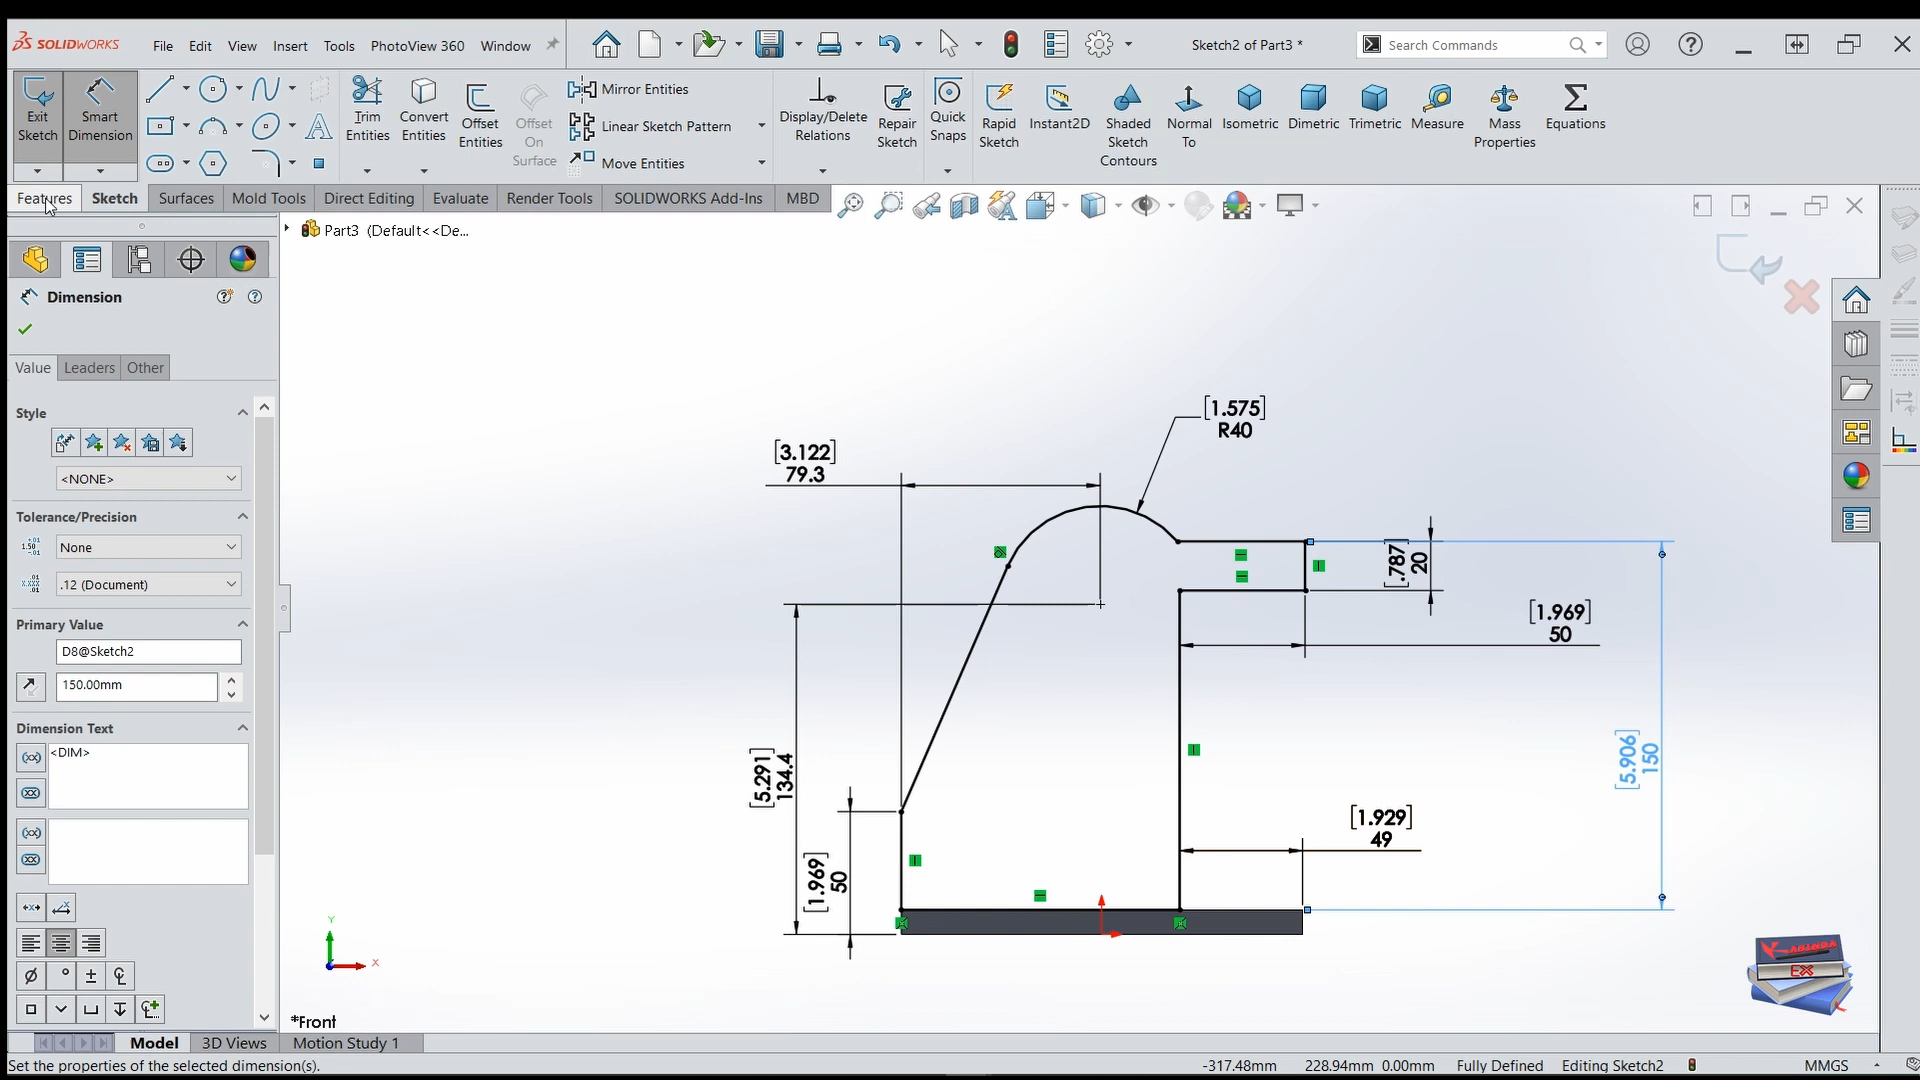 SOLIDWORKS File Edit View Insert Tools PhotoView 360 Window Sketch2 of Part3 * Search Commands
Exit Sketch
Smart Dimension
Trim Entities
Convert Entities
Offset Entities
Offset On Surface
Mirror Entities
Linear Sketch Pattern
Move Entities
Display/Delete Relations
Repair Sketch
Quick Snaps
Rapid Sketch
Instant2D
Shaded Sketch Contours
Normal To
Isometric
Dimetric
Trimetric
Measure
Mass Properties
Equations
Features Sketch Surfaces Mold Tools Direct Editing Evaluate Render Tools SOLIDWORKS Add-Ins MBD
Part3 (Default<<De...
Dimension
Value Leaders Other
Style
<NONE>
Tolerance/Precision
None
.12 (Document)
Primary Value
D8@Sketch2
150.00mm
Dimension Text
<DIM>
[1.575]
R40
[3.122]
79.3
[.787]
20
[1.969]
50
[5.906]
150
[5.291]
134.4
[1.969]
50
[1.929]
49
Y
X
*Front
EX
Model 3D Views Motion Study 1
Set the properties of the selected dimension(s). -317.48mm 228.94mm 0.00mm Fully Defined Editing Sketch2 MMGS